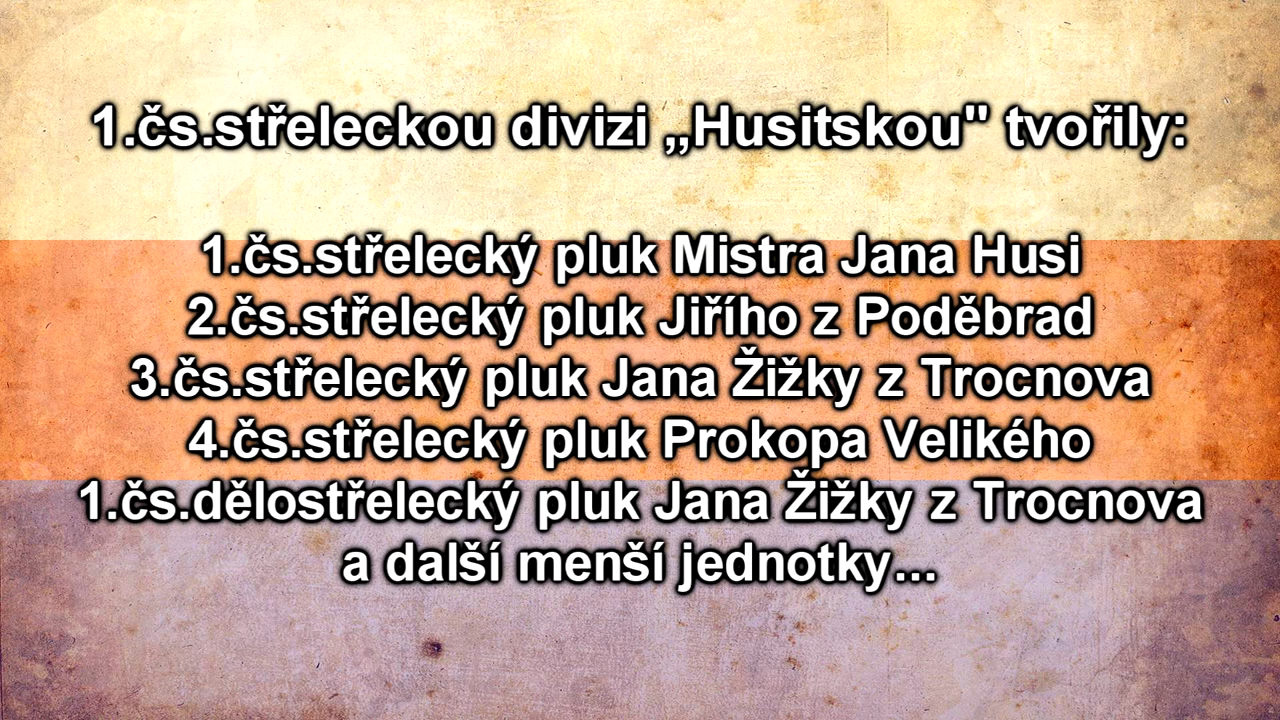 1.čs.střeleckou divizi ,,Husitskou" tvořily:
1.čs.střelecký pluk Mistra Jana Husi
2.čs.střelecký pluk Jiřího z Poděbrad
3.čs.střelecký pluk Jana Žižky z Trocnova
4.čs.střelecký pluk Prokopa Velikého
1.čs.dělostřelecký pluk Jana Žižky z Trocnova
a další menší jednotky...